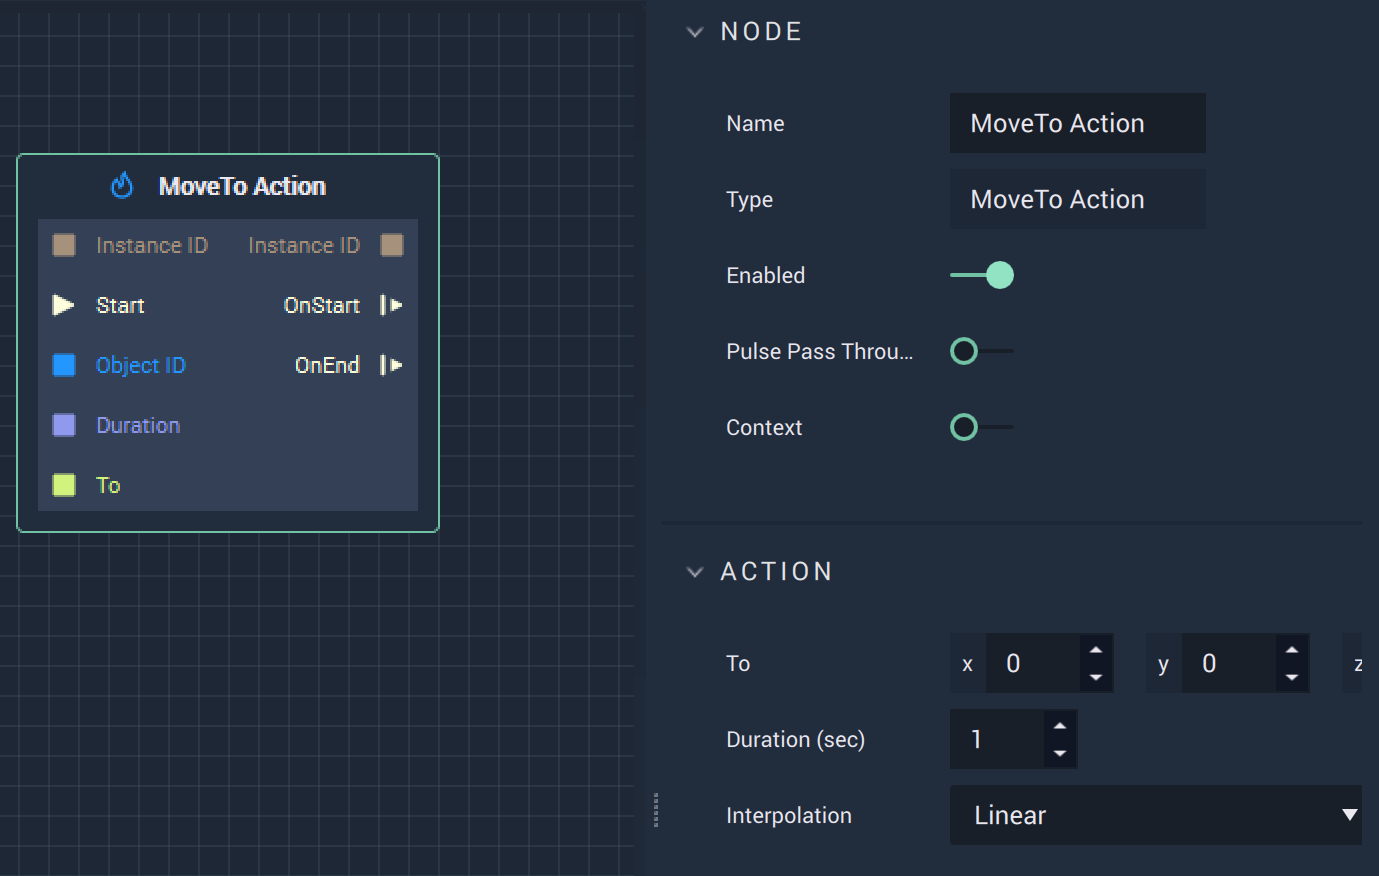 MoveTo Action
Instance ID Instance ID
Start OnStart
Object ID OnEnd
Duration
To
NODE
Name MoveTo Action
Type MoveTo Action
Enabled
Pulse Pass Throu...
Context
ACTION
To x 0 y 0 z
Duration (sec) 1
Interpolation Linear